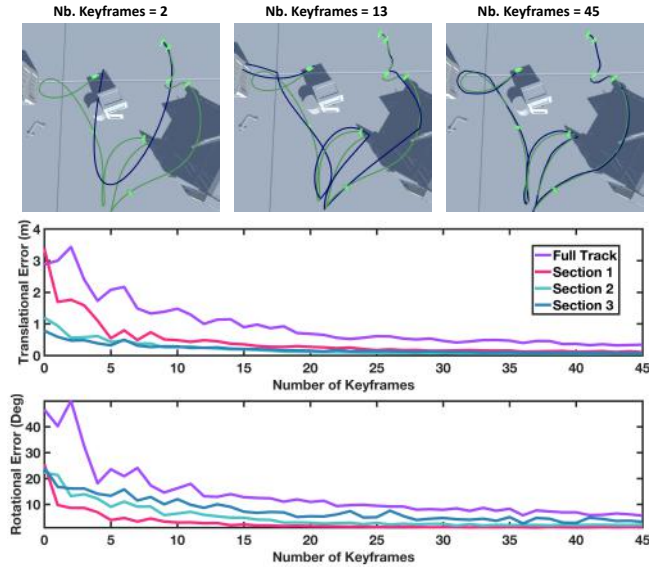 Nb. Keyframes = 2 Nb. Keyframes = 13 Nb. Keyframes = 45
Translational Error (m)
4
3
2
1
0
Full Track
Section 1
Section 2
Section 3
0 5 10 15 20 25 30 35 40 45
Number of Keyframes
Rotational Error (Deg)
40
30
20
10
0 5 10 15 20 25 30 35 40 45
Number of Keyframes